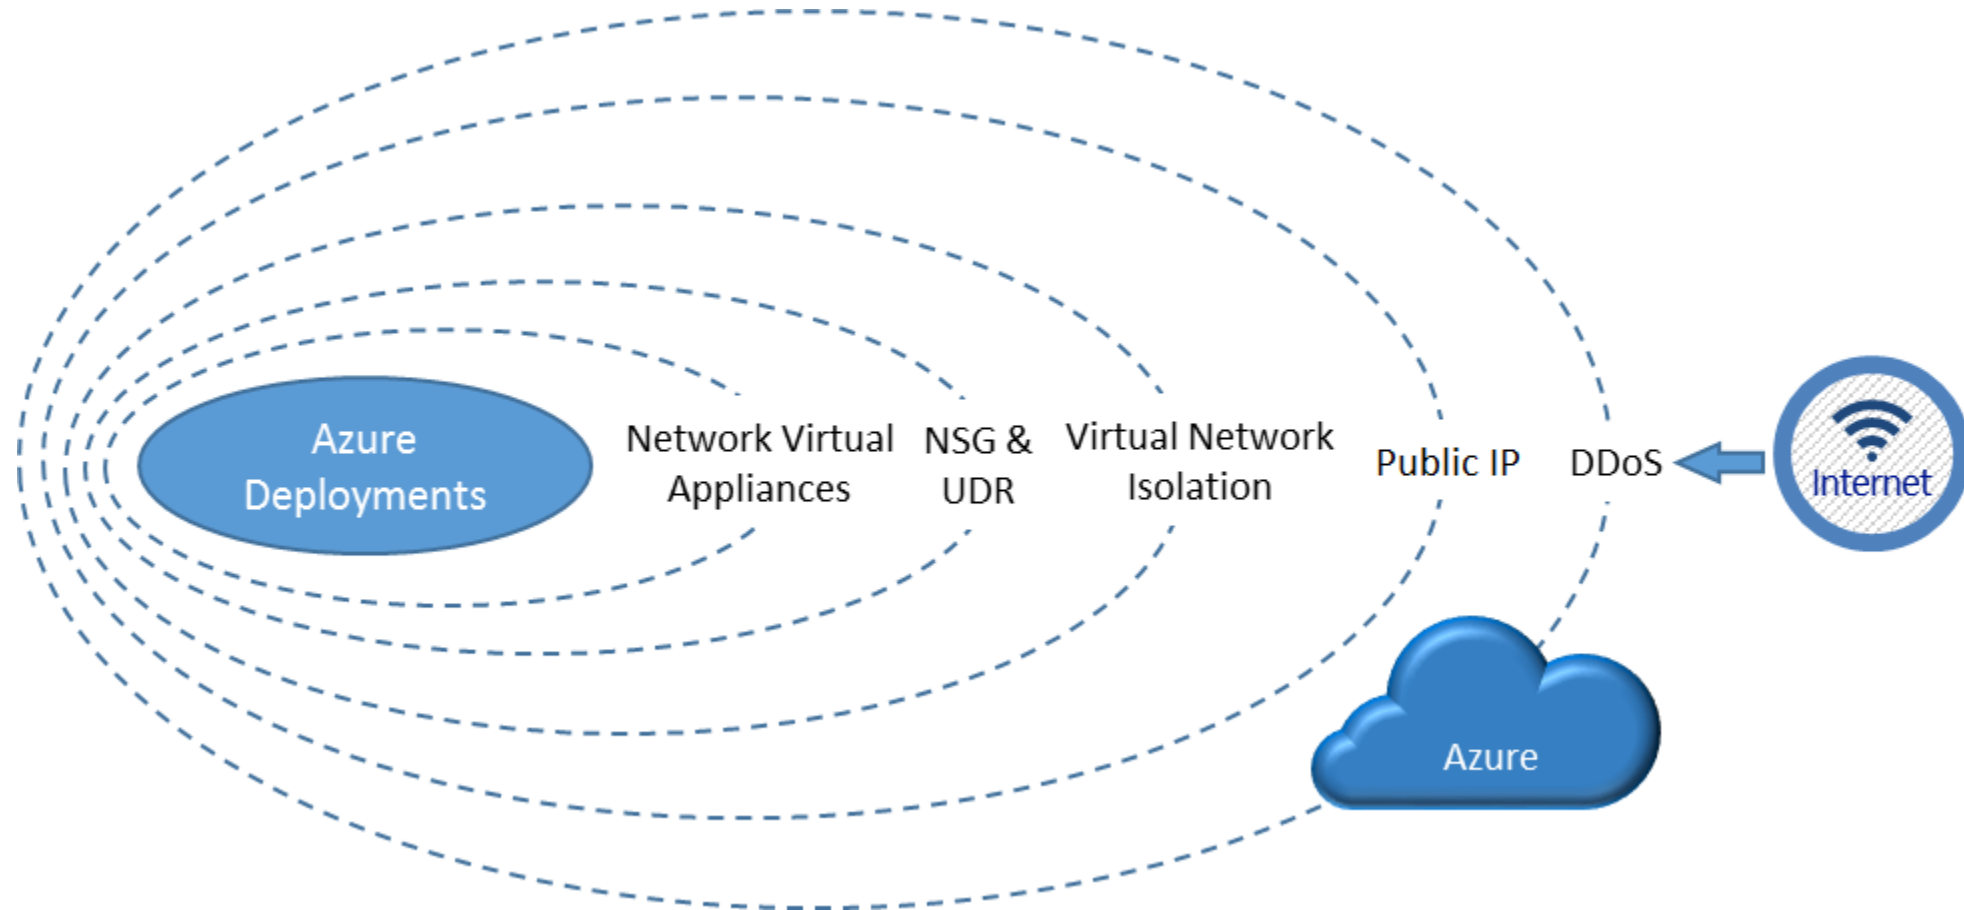 Azure
Deployments
Network Virtual
Appliances
NSG &
UDR
Virtual Network
Isolation
Public IP
DDoS
Internet
Azure